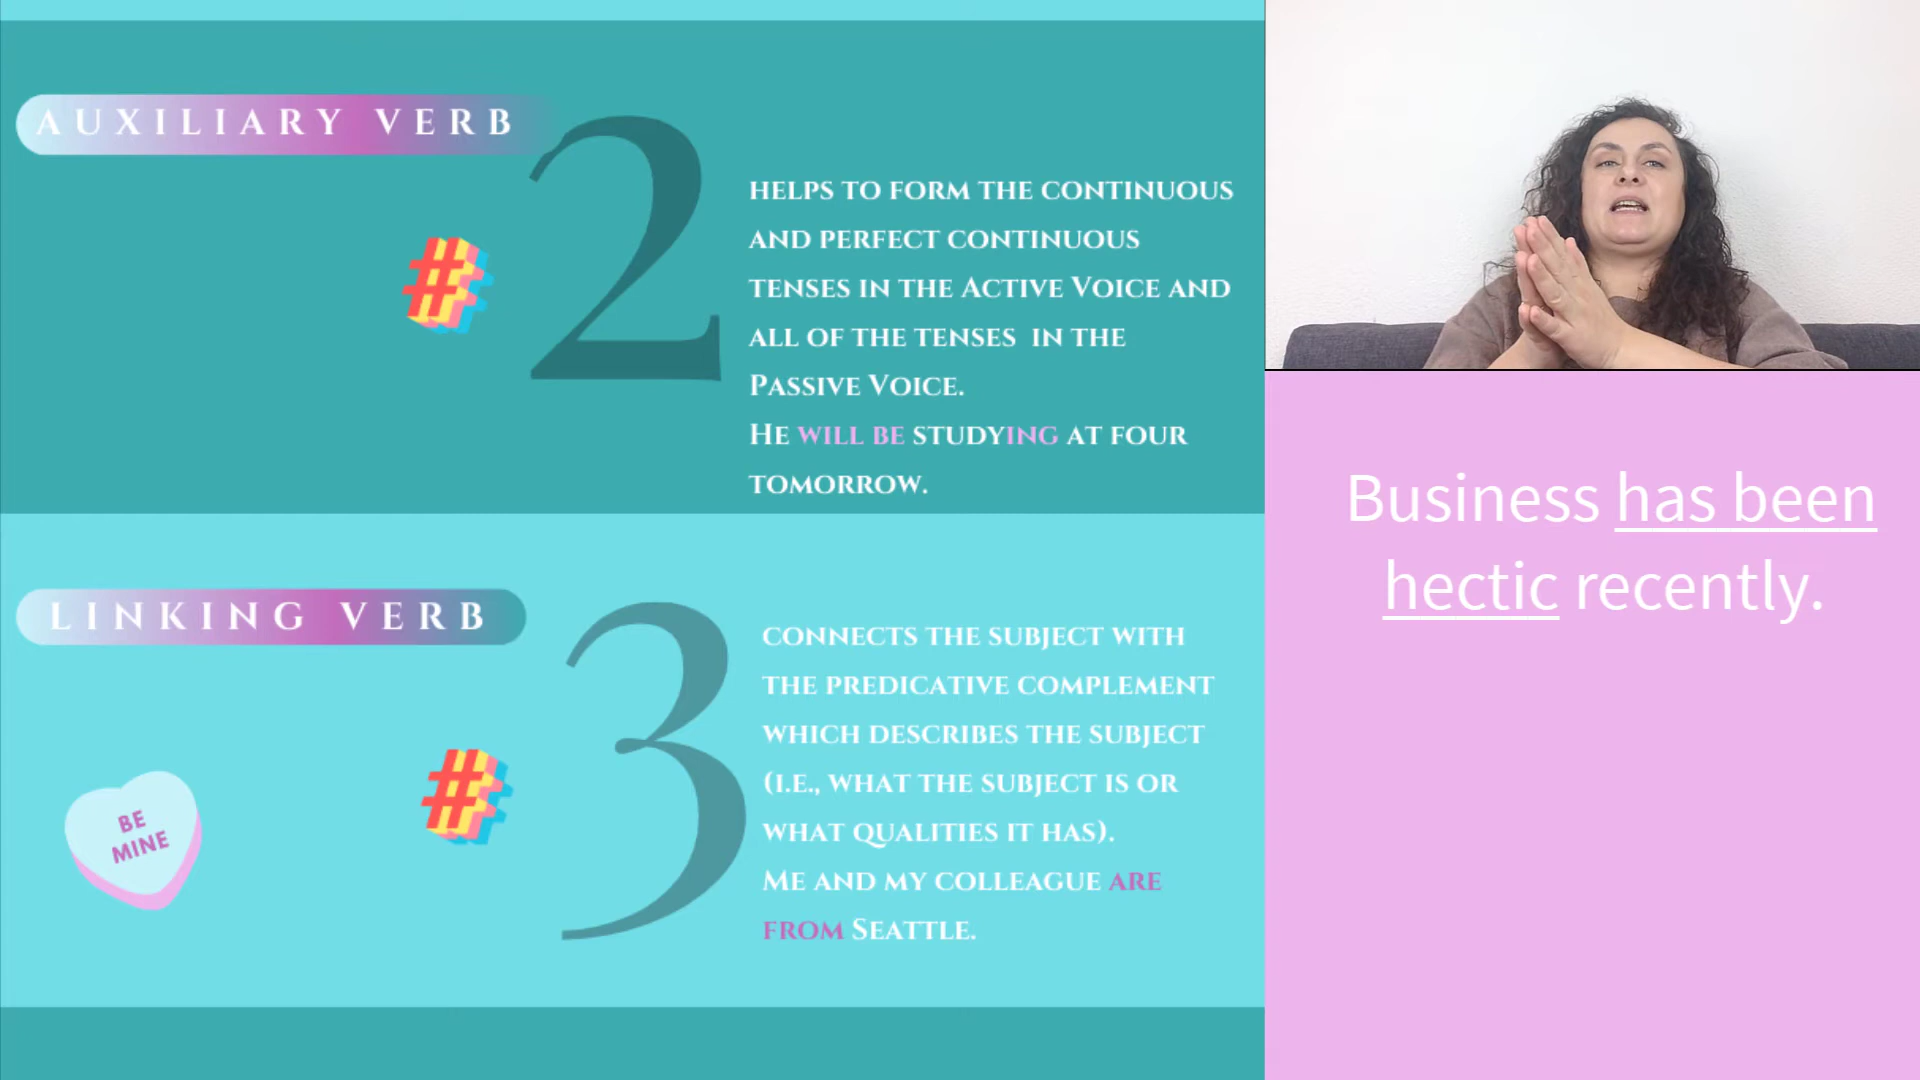 AUXILIARY VERB
#
2
HELPS TO FORM THE CONTINUOUS
AND PERFECT CONTINUOUS
TENSES IN THE ACTIVE VOICE AND
ALL OF THE TENSES IN THE
PASSIVE VOICE.
HE WILL BE STUDYING AT FOUR
TOMORROW.
LINKING VERB
#
3
BE
MINE
CONNECTS THE SUBJECT WITH
THE PREDICATIVE COMPLEMENT
WHICH DESCRIBES THE SUBJECT
(I.E., WHAT THE SUBJECT IS OR
WHAT QUALITIES IT HAS).
ME AND MY COLLEAGUE ARE
FROM SEATTLE.
Business has been
hectic recently.